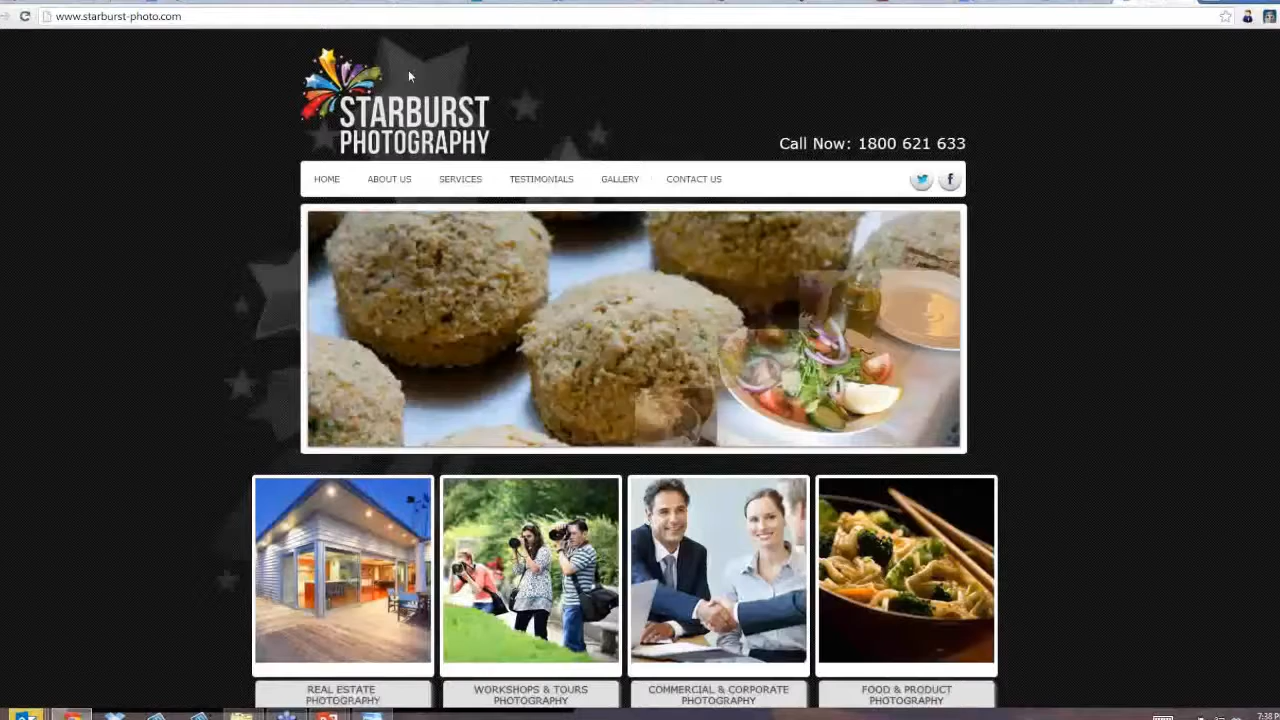 www.starburst-photo.com
STARBURST
PHOTOGRAPHY
Call Now: 1800 621 633
HOME ABOUT US SERVICES TESTIMONIALS GALLERY CONTACT US
REAL ESTATE
PHOTOGRAPHY
WORKSHOPS & TOURS
PHOTOGRAPHY
COMMERCIAL & CORPORATE
PHOTOGRAPHY
FOOD & PRODUCT
PHOTOGRAPHY